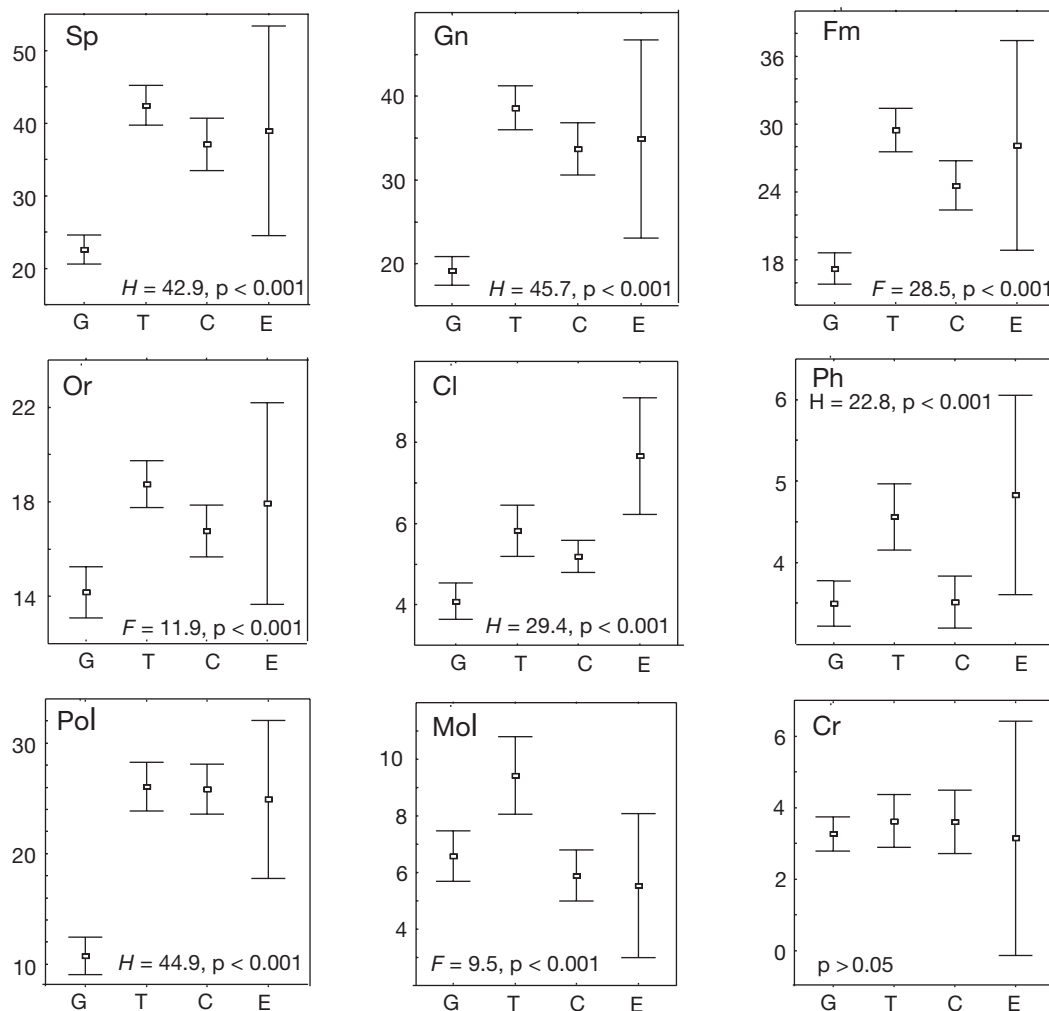 Sp
50
40
30
20
H = 42.9, p < 0.001
G T C E
Gn
40
30
20
H = 45.7, p < 0.001
G T C E
Fm
36
30
24
18
F = 28.5, p < 0.001
G T C E
Or
22
18
14
F = 11.9, p < 0.001
G T C E
Cl
8
6
4
H = 29.4, p < 0.001
G T C E
Ph
H = 22.8, p < 0.001
6
5
4
G T C E
Pol
30
20
10
H = 44.9, p < 0.001
G T C E
Mol
10
8
6
4
F = 9.5, p < 0.001
G T C E
Cr
6
4
2
0
p > 0.05
G T C E